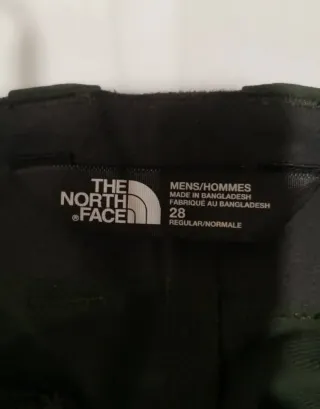 THE
NORTH
FACE
®
MENS/HOMMES
MADE IN BANGLADESH
FABRIQUÉ AU BANGLADESH
28
REGULAR/NORMALE